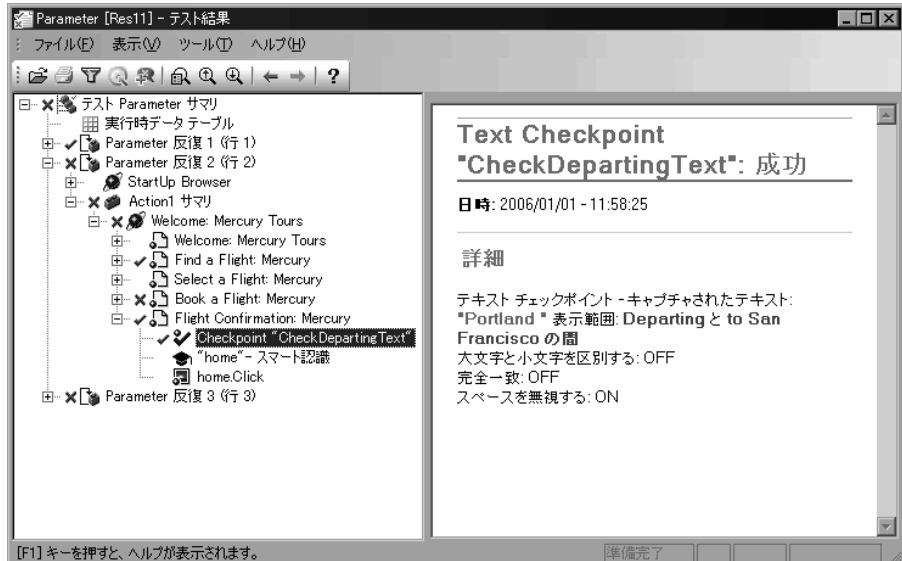 Parameter [Res11] - テスト結果
ファイル(F) 表示(V) ツール(T) ヘルプ(H)
テスト Parameter サマリ
実行時データ テーブル
Parameter 反復 1 (行 1)
Parameter 反復 2 (行 2)
StartUp Browser
Action1 サマリ
Welcome: Mercury Tours
Welcome: Mercury Tours
Find a Flight: Mercury
Select a Flight: Mercury
Book a Flight: Mercury
Flight Confirmation: Mercury
Checkpoint "CheckDepartingText"
"home"- スマート認識
home.Click
Parameter 反復 3 (行 3)
Text Checkpoint
"CheckDepartingText": 成功
日時: 2006/01/01 - 11:58:25
詳細
テキスト チェックポイント - キャプチャされたテキスト:
"Portland " 表示範囲: Departing と to San
Francisco の間
大文字と小文字を区別する: OFF
完全一致: OFF
スペースを無視する: ON
[F1] キーを押すと、ヘルプが表示されます。
準備完了